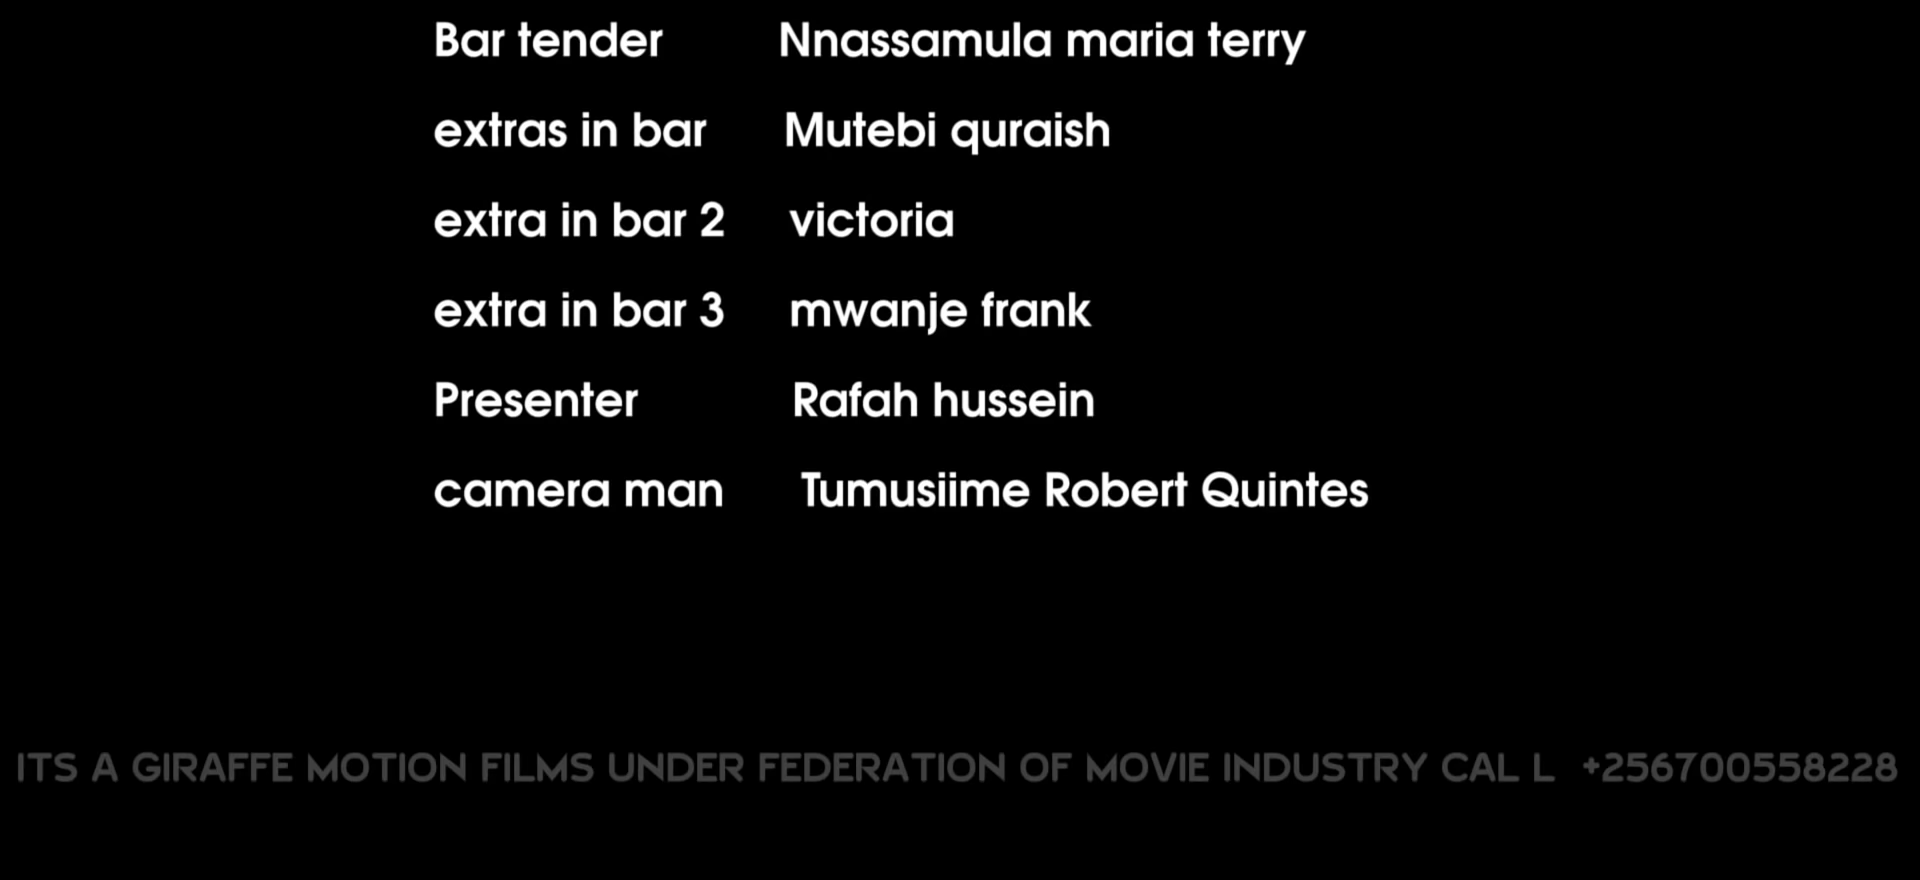 Bar tender Nnassamula maria terry
extras in bar Mutebi quraish
extra in bar 2 victoria
extra in bar 3 mwanje frank
Presenter Rafah hussein
camera man Tumusiime Robert Quintes
ITS A GIRAFFE MOTION FILMS UNDER FEDERATION OF MOVIE INDUSTRY CAL L +256700558228